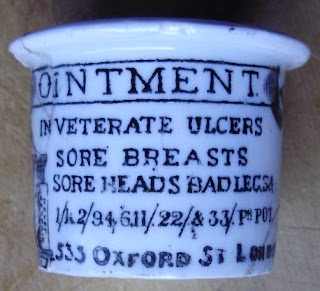 OINTMENT.
INVETERATE ULCERS
SORE BREASTS
SORE HEADS BAD LEGS &
1/1½ 2/9 4/6 11/ 22/ & 33/ PR POT
533 OXFORD ST LON